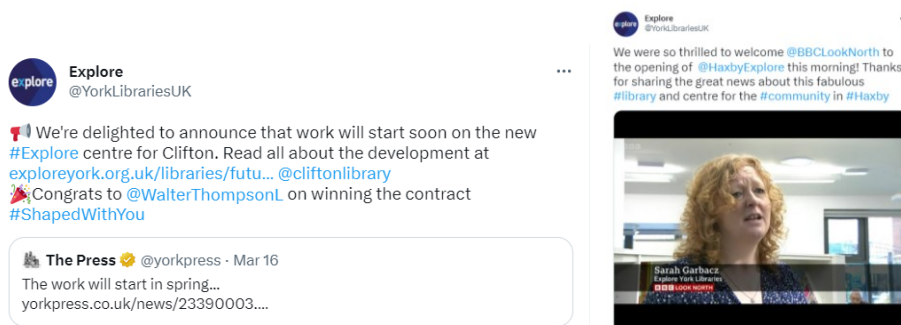 explore
Explore
@YorkLibrariesUK
We're delighted to announce that work will start soon on the new
#Explore centre for Clifton. Read all about the development at
exploreyork.org.uk/libraries/futu... @cliftonlibrary
Congrats to @WalterThompsonL on winning the contract
#ShapedWithYou
The Press @yorkpress · Mar 16
The work will start in spring...
yorkpress.co.uk/news/23390003....
explore
Explore
@YorkLibrariesUK
We were so thrilled to welcome @BBCLookNorth to
the opening of @HaxbyExplore this morning! Thanks
for sharing the great news about this fabulous
#library and centre for the #community in #Haxby
Sarah Garbacz
Explore York Libraries
BBC LOOK NORTH